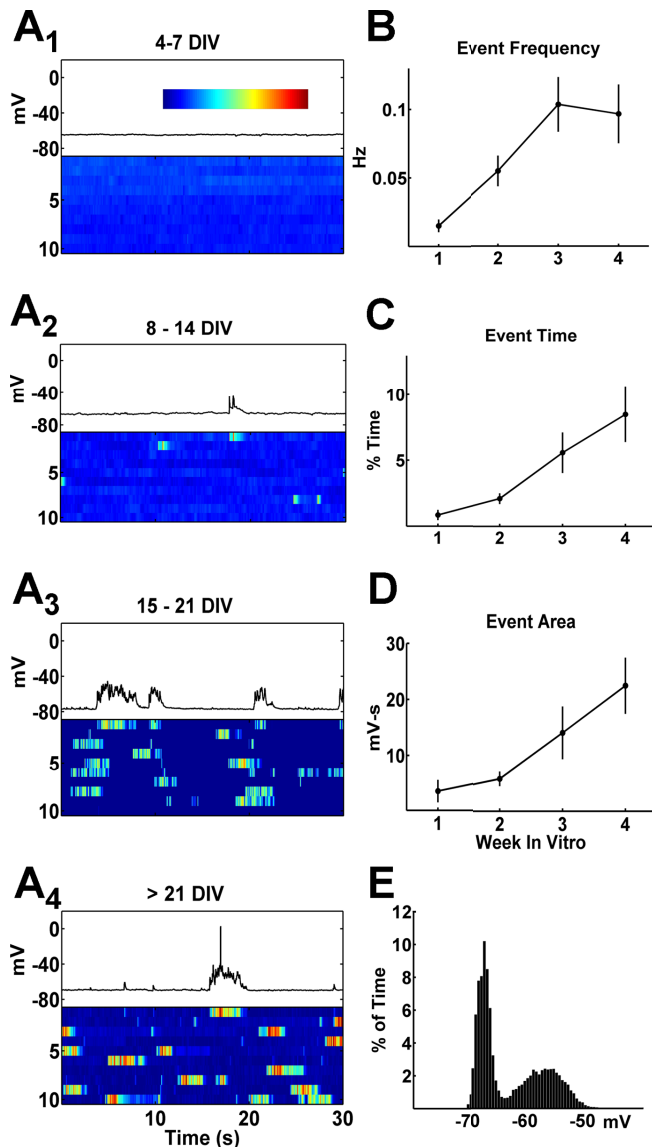 A1
4-7 DIV
0
-40
-80
mV
5
10
B
Event Frequency
0.1
0.05
Hz
1 2 3 4
A2
8 - 14 DIV
0
-40
-80
mV
5
10
C
Event Time
10
5
% Time
1 2 3 4
A3
15 - 21 DIV
0
-40
-80
mV
5
10
D
Event Area
30
20
10
mV-s
1 2 3 4
Week In Vitro
A4
> 21 DIV
0
-40
-80
mV
5
10
0 10 20 30
Time (s)
E
12
10
8
6
4
2
% of Time
-70 -60 -50 mV